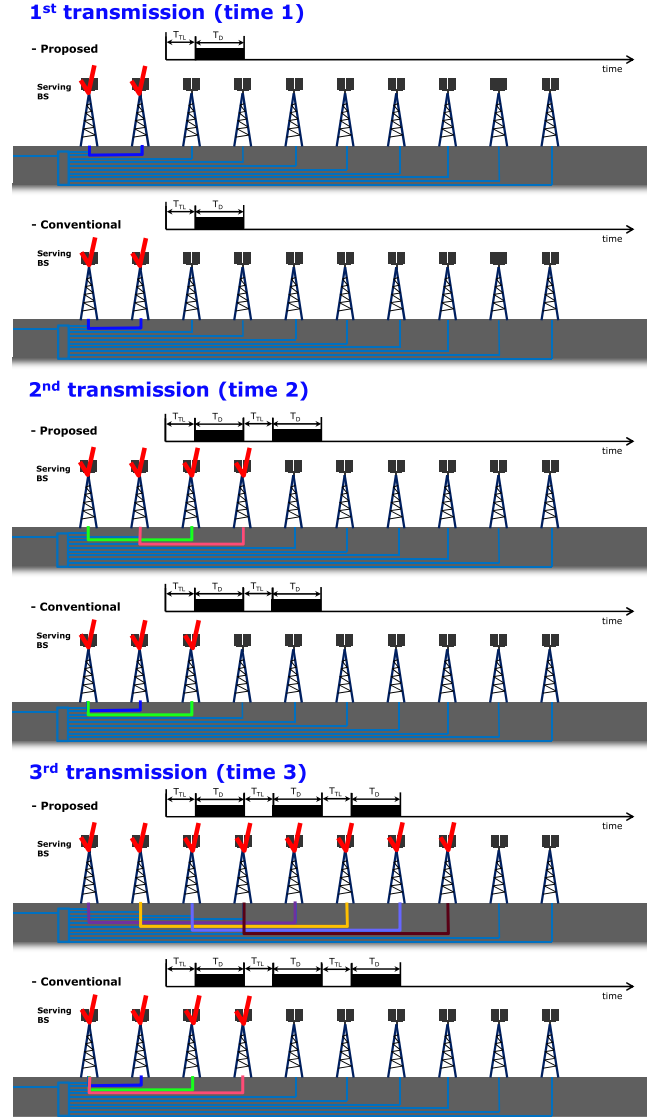 1st transmission (time 1)
- Proposed
TTL TD
time
Serving
BS
- Conventional
TTL TD
time
Serving
BS
2nd transmission (time 2)
- Proposed
TTL TD TTL TD
time
Serving
BS
- Conventional
TTL TD TTL TD
time
Serving
BS
3rd transmission (time 3)
- Proposed
TTL TD TTL TD TTL TD
time
Serving
BS
- Conventional
TTL TD TTL TD TTL TD
time
Serving
BS